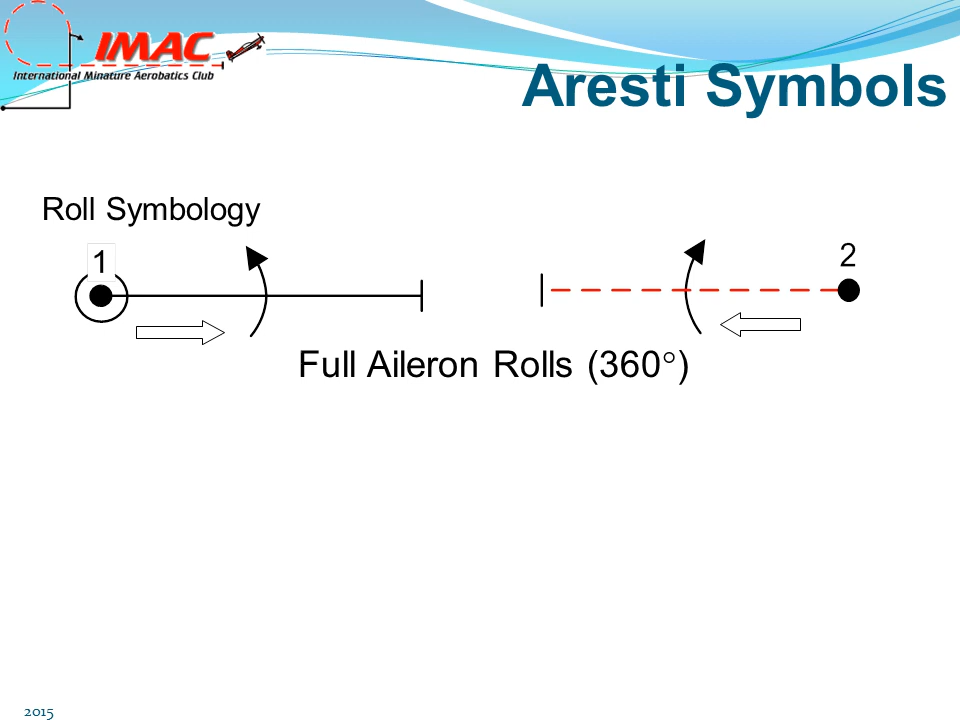 IMAC
International Minature Aerobatics Club
Aresti Symbols
Roll Symbology
1
2
Full Aileron Rolls (360°)
2015